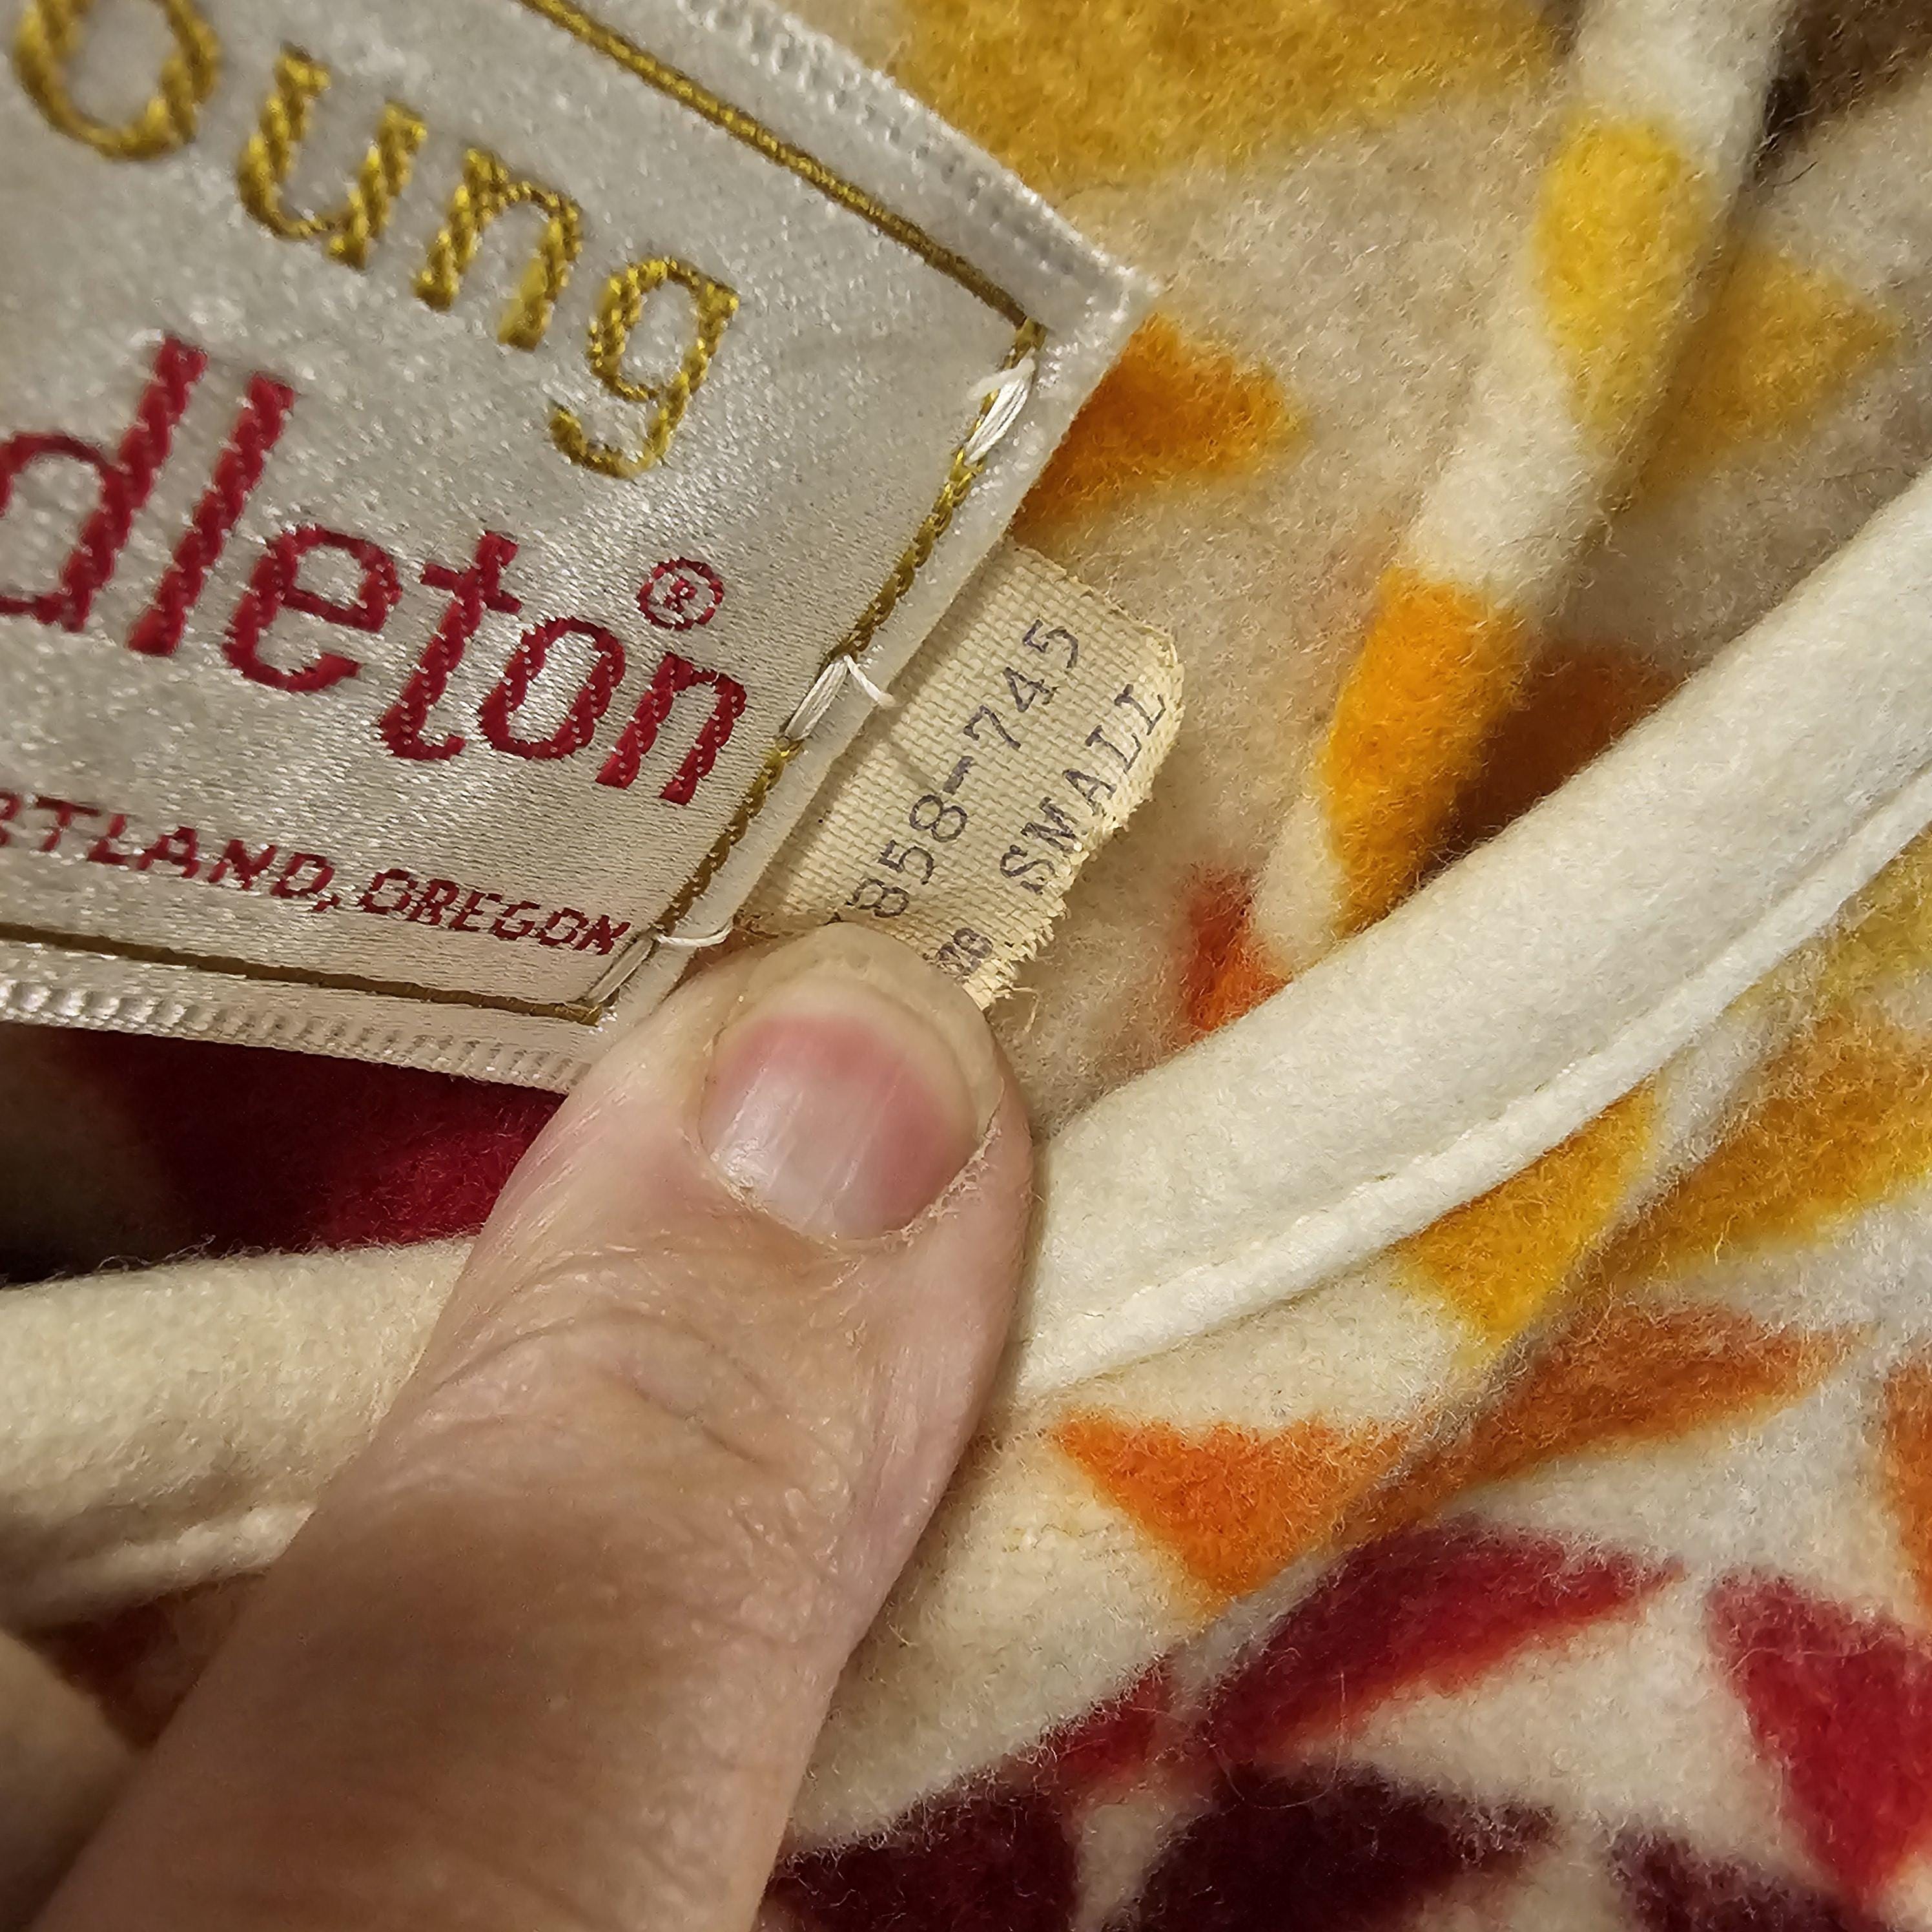 oung
dleton®
RTLAND, OREGON
858-745
SMALL